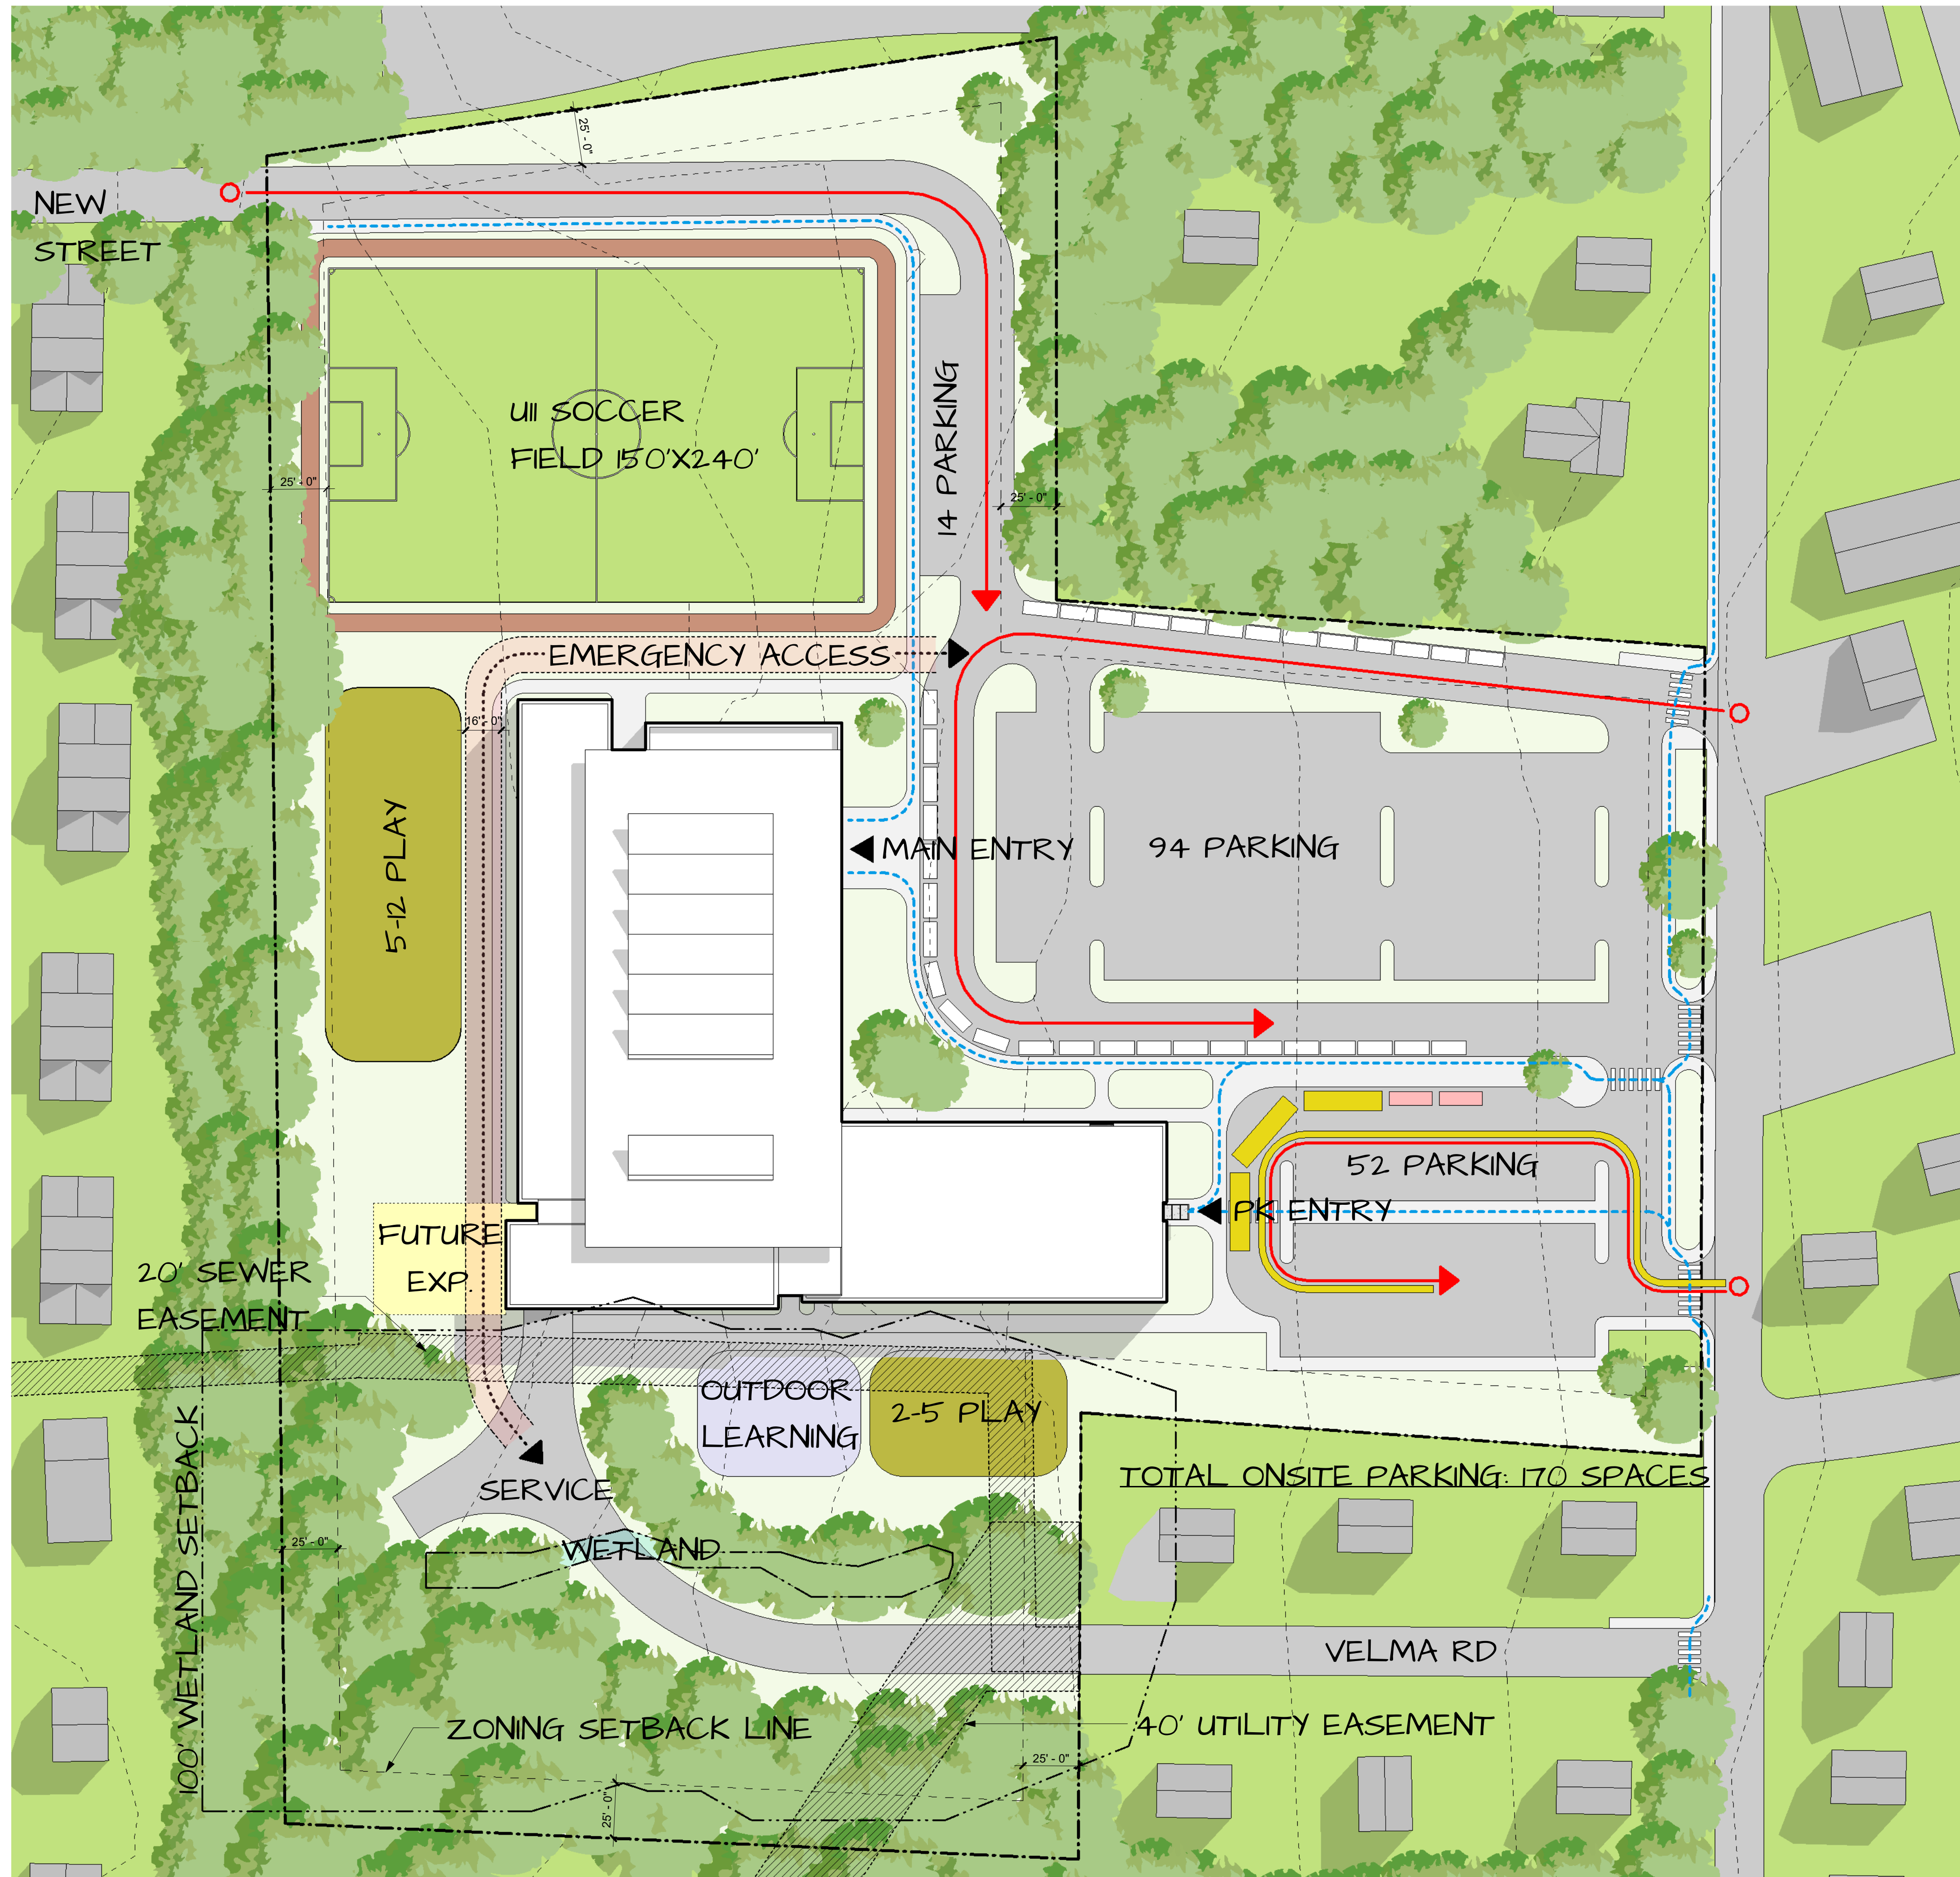 25' - 0"
NEW
STREET
U11 SOCCER
FIELD 150'X240'
14 PARKING
25' - 0"
25' - 0"
EMERGENCY ACCESS
16' - 0"
5-12 PLAY
MAIN ENTRY
94 PARKING
52 PARKING
PK ENTRY
FUTURE
EXP.
20' SEWER
EASEMENT
OUTDOOR
LEARNING
2-5 PLAY
TOTAL ONSITE PARKING: 170 SPACES
SERVICE
100' WETLAND SETBACK
25' - 0"
WETLAND
VELMA RD
ZONING SETBACK LINE
40' UTILITY EASEMENT
25' - 0"
25' - 0"